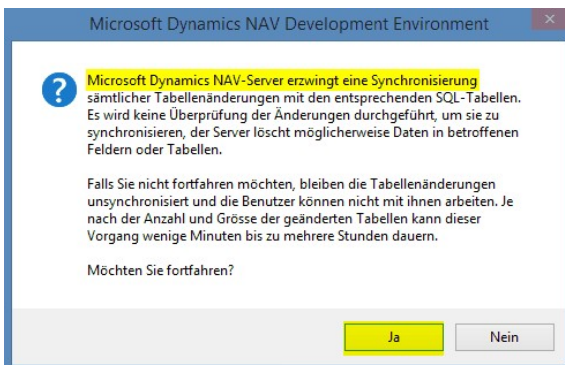 Microsoft Dynamics NAV Development Environment
Microsoft Dynamics NAV-Server erzwingt eine Synchronisierung
sämtlicher Tabellenänderungen mit den entsprechenden SQL-Tabellen.
Es wird keine Überprüfung der Änderungen durchgeführt, um sie zu
synchronisieren, der Server löscht möglicherweise Daten in betroffenen
Feldern oder Tabellen.
Falls Sie nicht fortfahren möchten, bleiben die Tabellenänderungen
unsynchronisiert und die Benutzer können nicht mit ihnen arbeiten. Je
nach der Anzahl und Grösse der geänderten Tabellen kann dieser
Vorgang wenige Minuten bis zu mehrere Stunden dauern.
Möchten Sie fortfahren?
Ja Nein